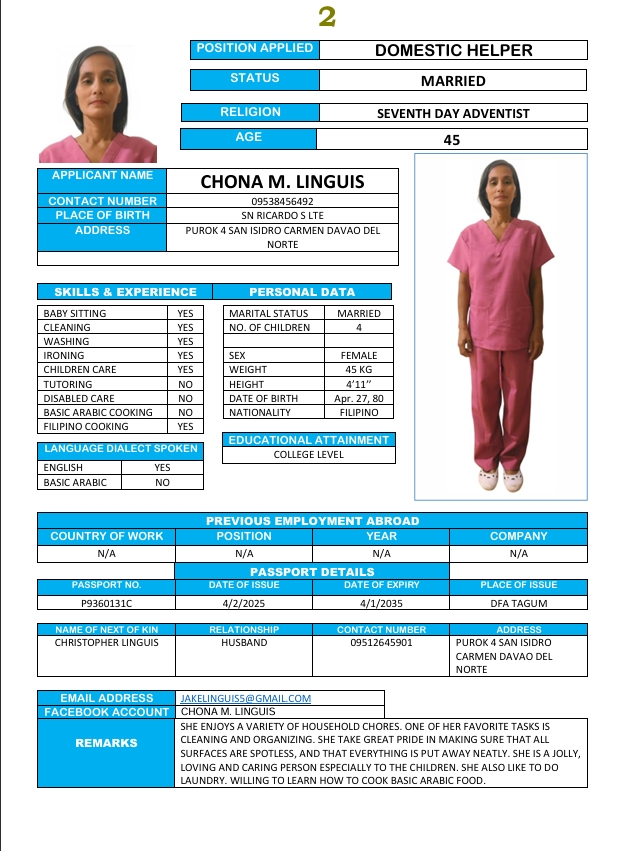 2
POSITION APPLIED DOMESTIC HELPER
STATUS MARRIED
RELIGION SEVENTH DAY ADVENTIST
AGE 45
APPLICANT NAME CHONA M. LINGUIS
CONTACT NUMBER 09538456492
PLACE OF BIRTH SN RICARDO S LTE
ADDRESS PUROK 4 SAN ISIDRO CARMEN DAVAO DEL
NORTE
SKILLS & EXPERIENCE
BABY SITTING YES
CLEANING YES
WASHING YES
IRONING YES
CHILDREN CARE YES
TUTORING NO
DISABLED CARE NO
BASIC ARABIC COOKING NO
FILIPINO COOKING YES
LANGUAGE DIALECT SPOKEN
ENGLISH YES
BASIC ARABIC NO
PERSONAL DATA
MARITAL STATUS MARRIED
NO. OF CHILDREN 4
SEX FEMALE
WEIGHT 45 KG
HEIGHT 4’11’’
DATE OF BIRTH Apr. 27, 80
NATIONALITY FILIPINO
EDUCATIONAL ATTAINMENT
COLLEGE LEVEL
PREVIOUS EMPLOYMENT ABROAD
COUNTRY OF WORK POSITION YEAR COMPANY
N/A N/A N/A N/A
PASSPORT DETAILS
PASSPORT NO. DATE OF ISSUE DATE OF EXPIRY PLACE OF ISSUE
P9360131C 4/2/2025 4/1/2035 DFA TAGUM
NAME OF NEXT OF KIN RELATIONSHIP CONTACT NUMBER ADDRESS
CHRISTOPHER LINGUIS HUSBAND 09512645901 PUROK 4 SAN ISIDRO
CARMEN DAVAO DEL
NORTE
EMAIL ADDRESS JAKELINGUIS5@GMAIL.COM
FACEBOOK ACCOUNT CHONA M. LINGUIS
REMARKS
SHE ENJOYS A VARIETY OF HOUSEHOLD CHORES. ONE OF HER FAVORITE TASKS IS
CLEANING AND ORGANIZING. SHE TAKE GREAT PRIDE IN MAKING SURE THAT ALL
SURFACES ARE SPOTLESS, AND THAT EVERYTHING IS PUT AWAY NEATLY. SHE IS A JOLLY,
LOVING AND CARING PERSON ESPECIALLY TO THE CHILDREN. SHE ALSO LIKE TO DO
LAUNDRY. WILLING TO LEARN HOW TO COOK BASIC ARABIC FOOD.